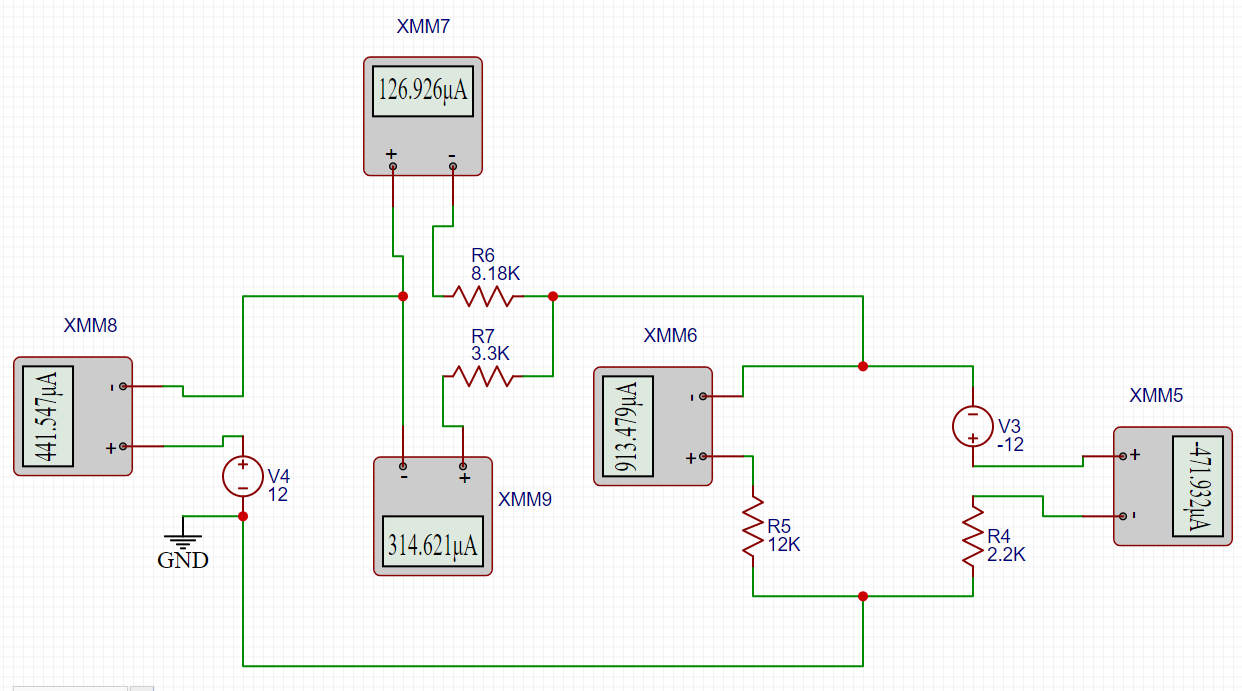 XMM7
126.926µA
+ -
R6
8.18K
R7
3.3K
XMM8
441.547µA
-
+
V4
12
+
-
GND
- +
XMM9
314.621µA
XMM6
913.479µA
-
+
R5
12K
V3
-12
-
+
XMM5
-471.932µA
+
-
R4
2.2K